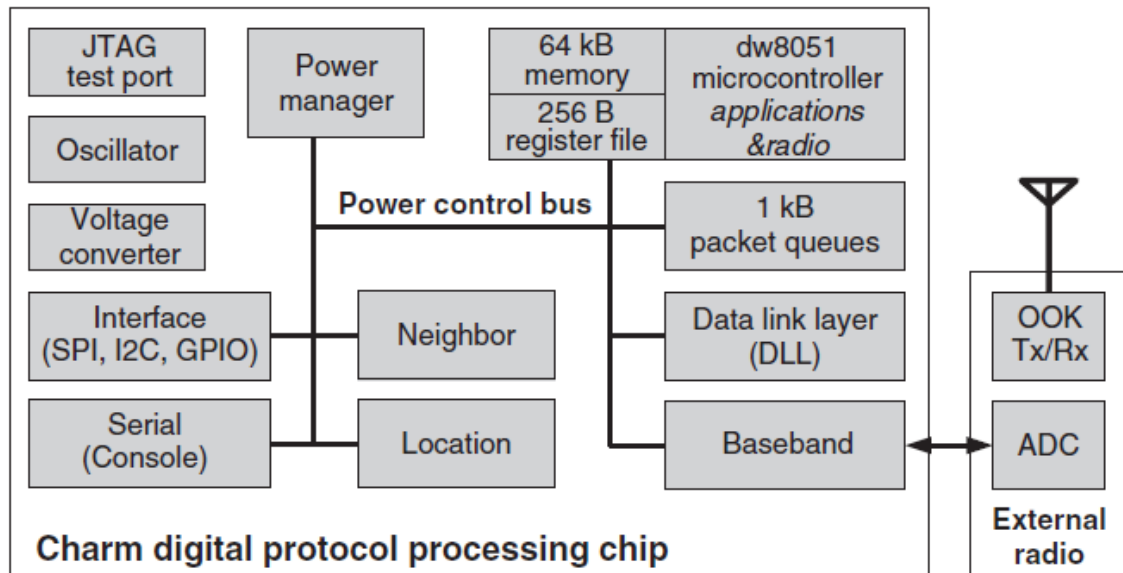 JTAG
test port
Power
manager
64 kB
memory
256 B
register file
dw8051
microcontroller
applications
&radio
Oscillator
Voltage
converter
Power control bus
1 kB
packet queues
Interface
(SPI, I2C, GPIO)
Neighbor
Data link layer
(DLL)
OOK
Tx/Rx
Serial
(Console)
Location
Baseband
ADC
External
radio
Charm digital protocol processing chip